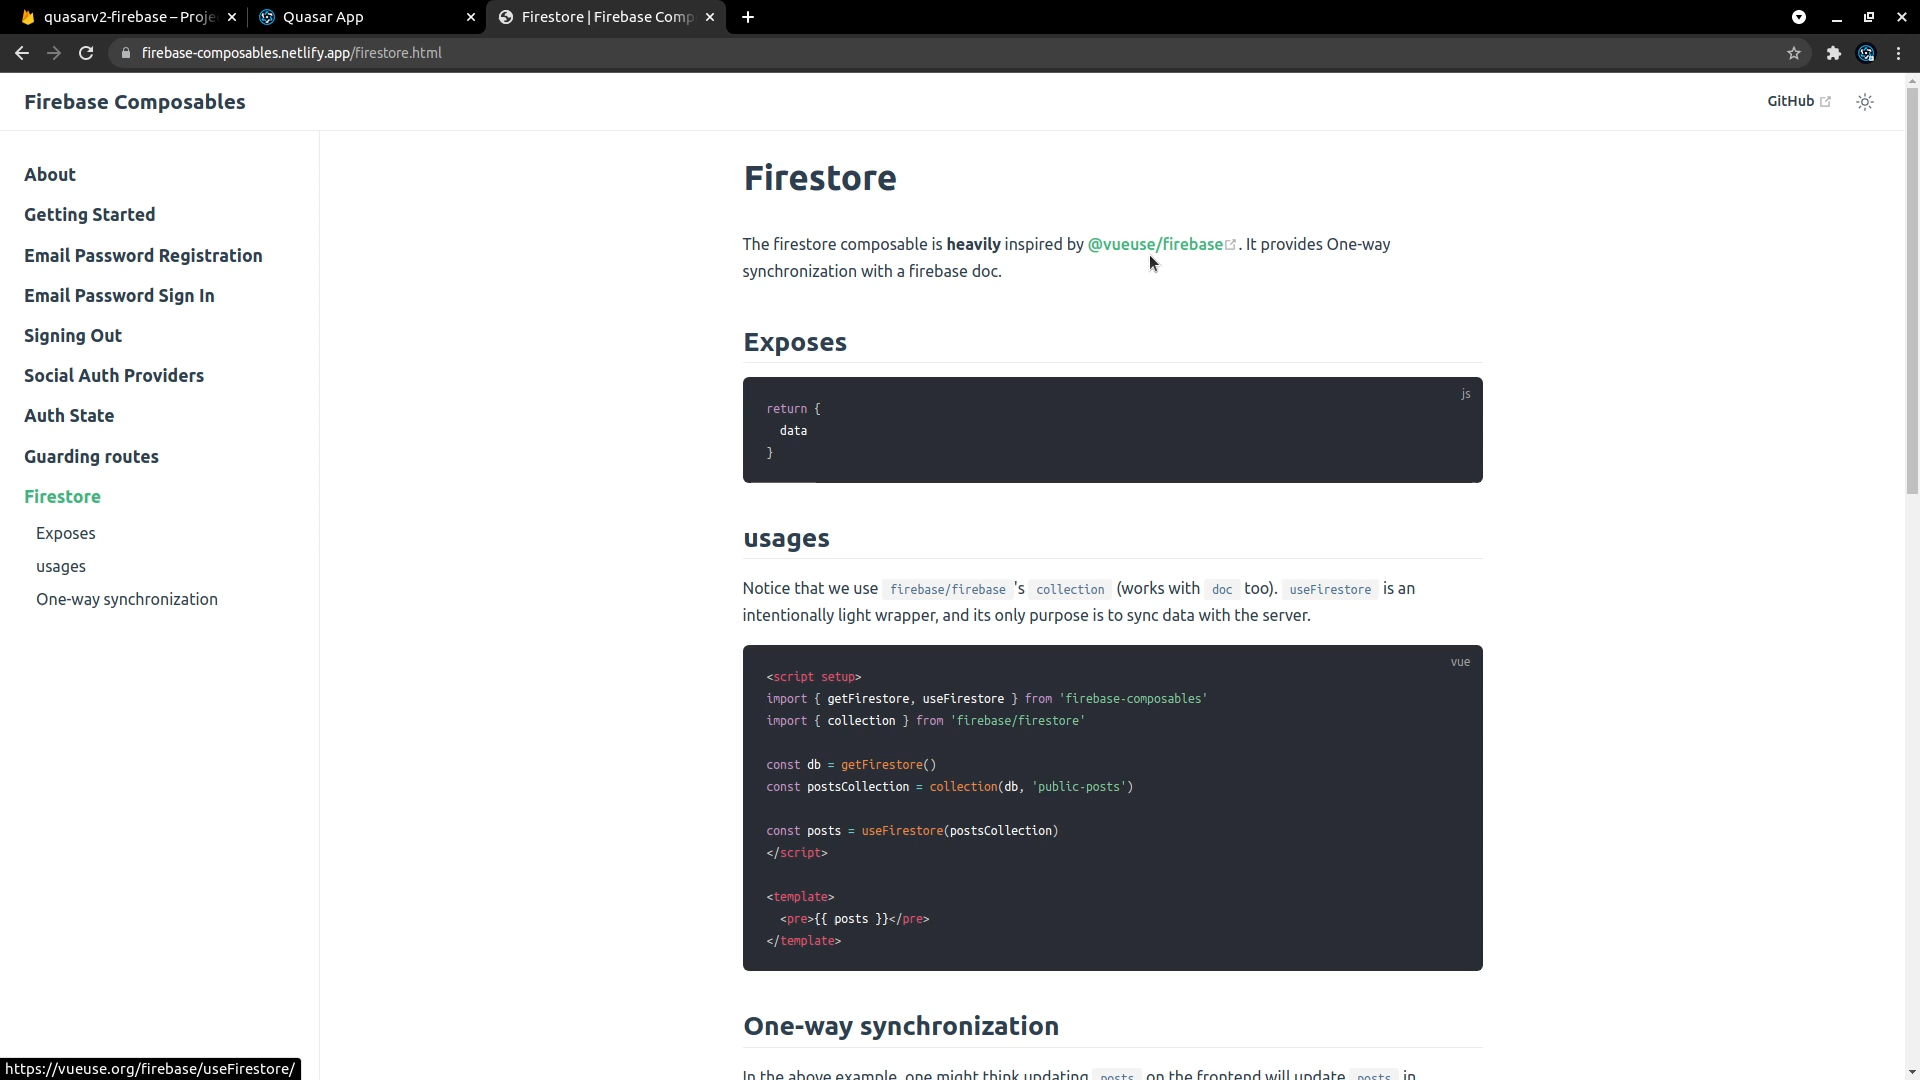 quasarv2-firebase – Proje
Quasar App
Firestore | Firebase Comp
firebase-composables.netlify.app/firestore.html
Firebase Composables
GitHub
About
Getting Started
Email Password Registration
Email Password Sign In
Signing Out
Social Auth Providers
Auth State
Guarding routes
Firestore
Exposes
usages
One-way synchronization
Firestore
The firestore composable is heavily inspired by @vueuse/firebase. It provides One-way
synchronization with a firebase doc.
Exposes
js
return {
data
}
usages
Notice that we use firebase/firebase 's collection (works with doc too). useFirestore is an
intentionally light wrapper, and its only purpose is to sync data with the server.
vue
<script setup>
import { getFirestore, useFirestore } from 'firebase-composables'
import { collection } from 'firebase/firestore'
const db = getFirestore()
const postsCollection = collection(db, 'public-posts')
const posts = useFirestore(postsCollection)
</script>
<template>
<pre>{{ posts }}</pre>
</template>
One-way synchronization
In the above example, one might think updating posts on the frontend will update posts in
https://vueuse.org/firebase/useFirestore/